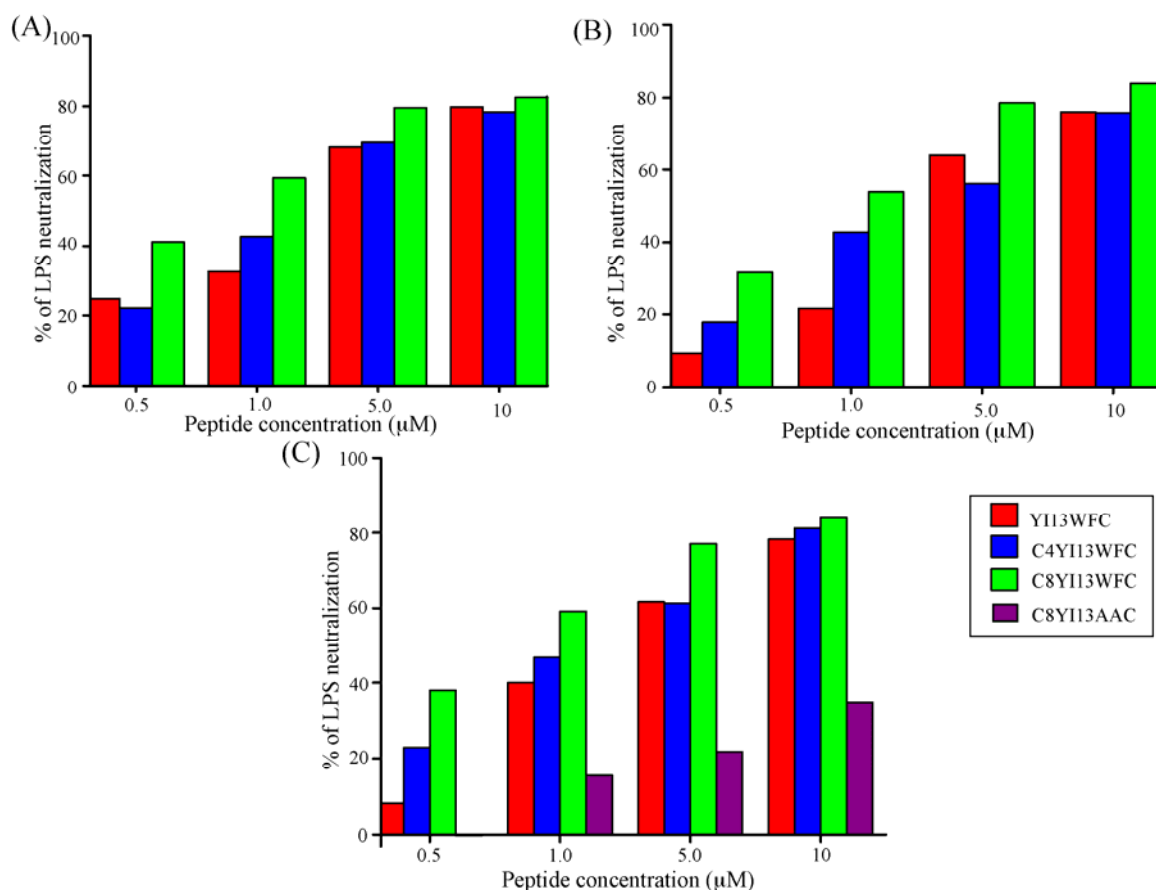 (A)
100
80
60
40
20
0
% of LPS neutralization
0.5 1.0 5.0 10
Peptide concentration (µM)
(B)
100
80
60
40
20
0
% of LPS neutralization
0.5 1.0 5.0 10
Peptide concentration (µM)
(C)
100
80
60
40
20
0
% of LPS neutralization
0.5 1.0 5.0 10
Peptide concentration (µM)
YI13WFC
C4YI13WFC
C8YI13WFC
C8YI13AAC